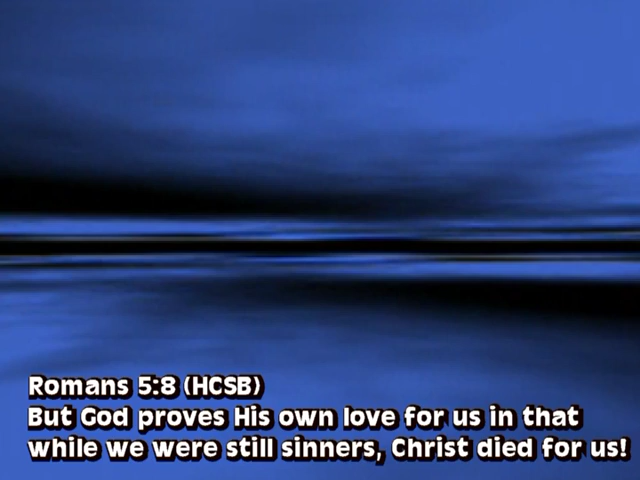 Romans 5:8 (HCSB)
But God proves His own love for us in that
while we were still sinners, Christ died for us!